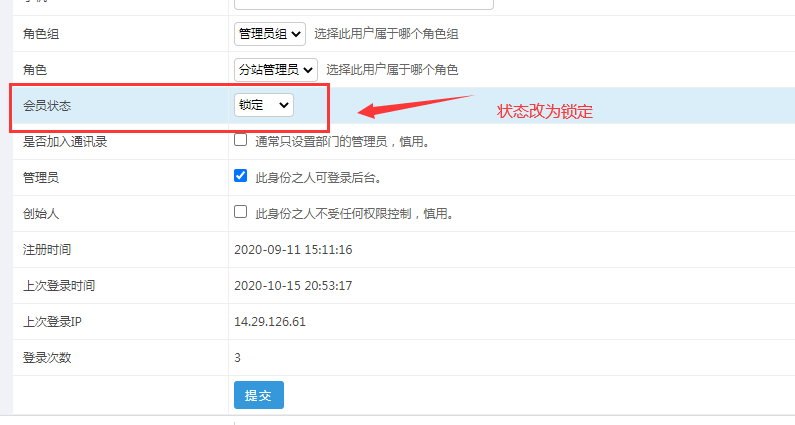 角色组 管理员组 选择此用户属于哪个角色组
角色 分站管理员 选择此用户属于哪个角色
会员状态 锁定 状态改为锁定
是否加入通讯录 通常只设置部门的管理员，慎用。
管理员 此身份之人可登录后台。
创始人 此身份之人不受任何权限控制，慎用。
注册时间 2020-09-11 15:11:16
上次登录时间 2020-10-15 20:53:17
上次登录IP 14.29.126.61
登录次数 3
提交